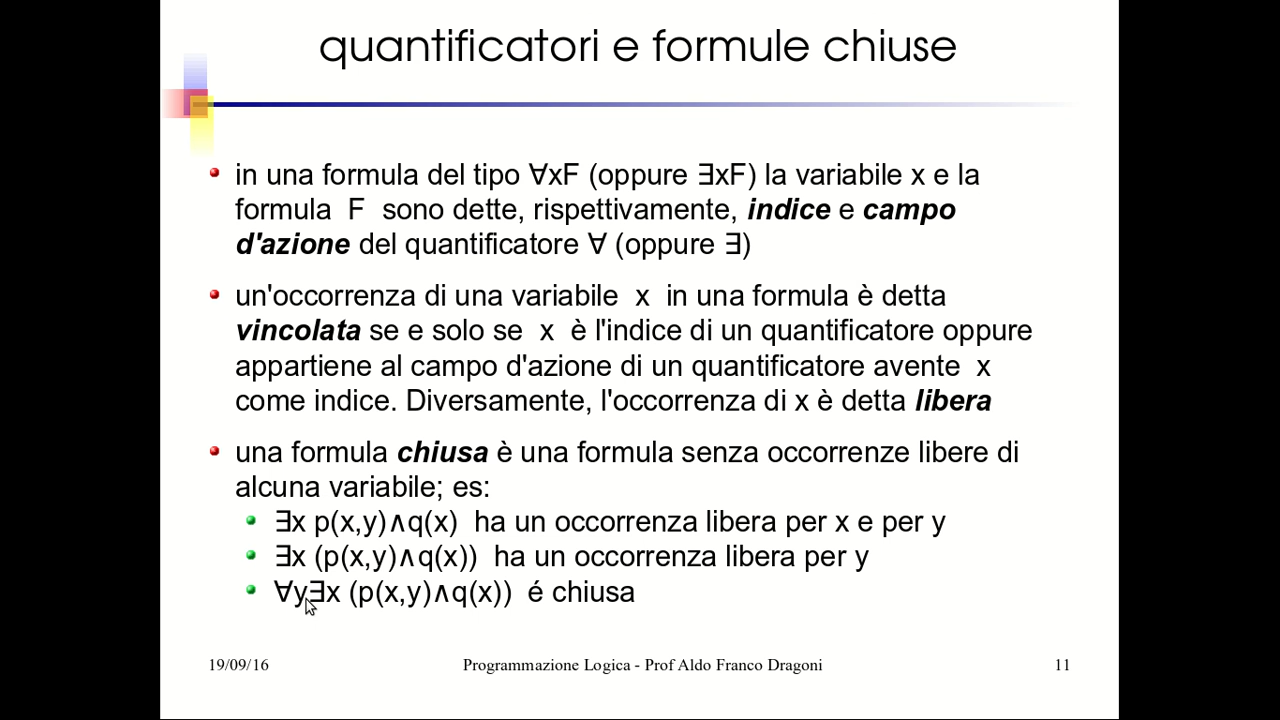 quantificatori e formule chiuse
in una formula del tipo ∀xF (oppure ∃xF) la variabile x e la
formula F sono dette, rispettivamente, indice e campo
d'azione del quantificatore ∀ (oppure ∃)
un'occorrenza di una variabile x in una formula è detta
vincolata se e solo se x è l'indice di un quantificatore oppure
appartiene al campo d'azione di un quantificatore avente x
come indice. Diversamente, l'occorrenza di x è detta libera
una formula chiusa è una formula senza occorrenze libere di
alcuna variabile; es:
∃x p(x,y)∧q(x) ha un occorrenza libera per x e per y
∃x (p(x,y)∧q(x)) ha un occorrenza libera per y
∀y∃x (p(x,y)∧q(x)) é chiusa
19/09/16 Programmazione Logica - Prof Aldo Franco Dragoni 11